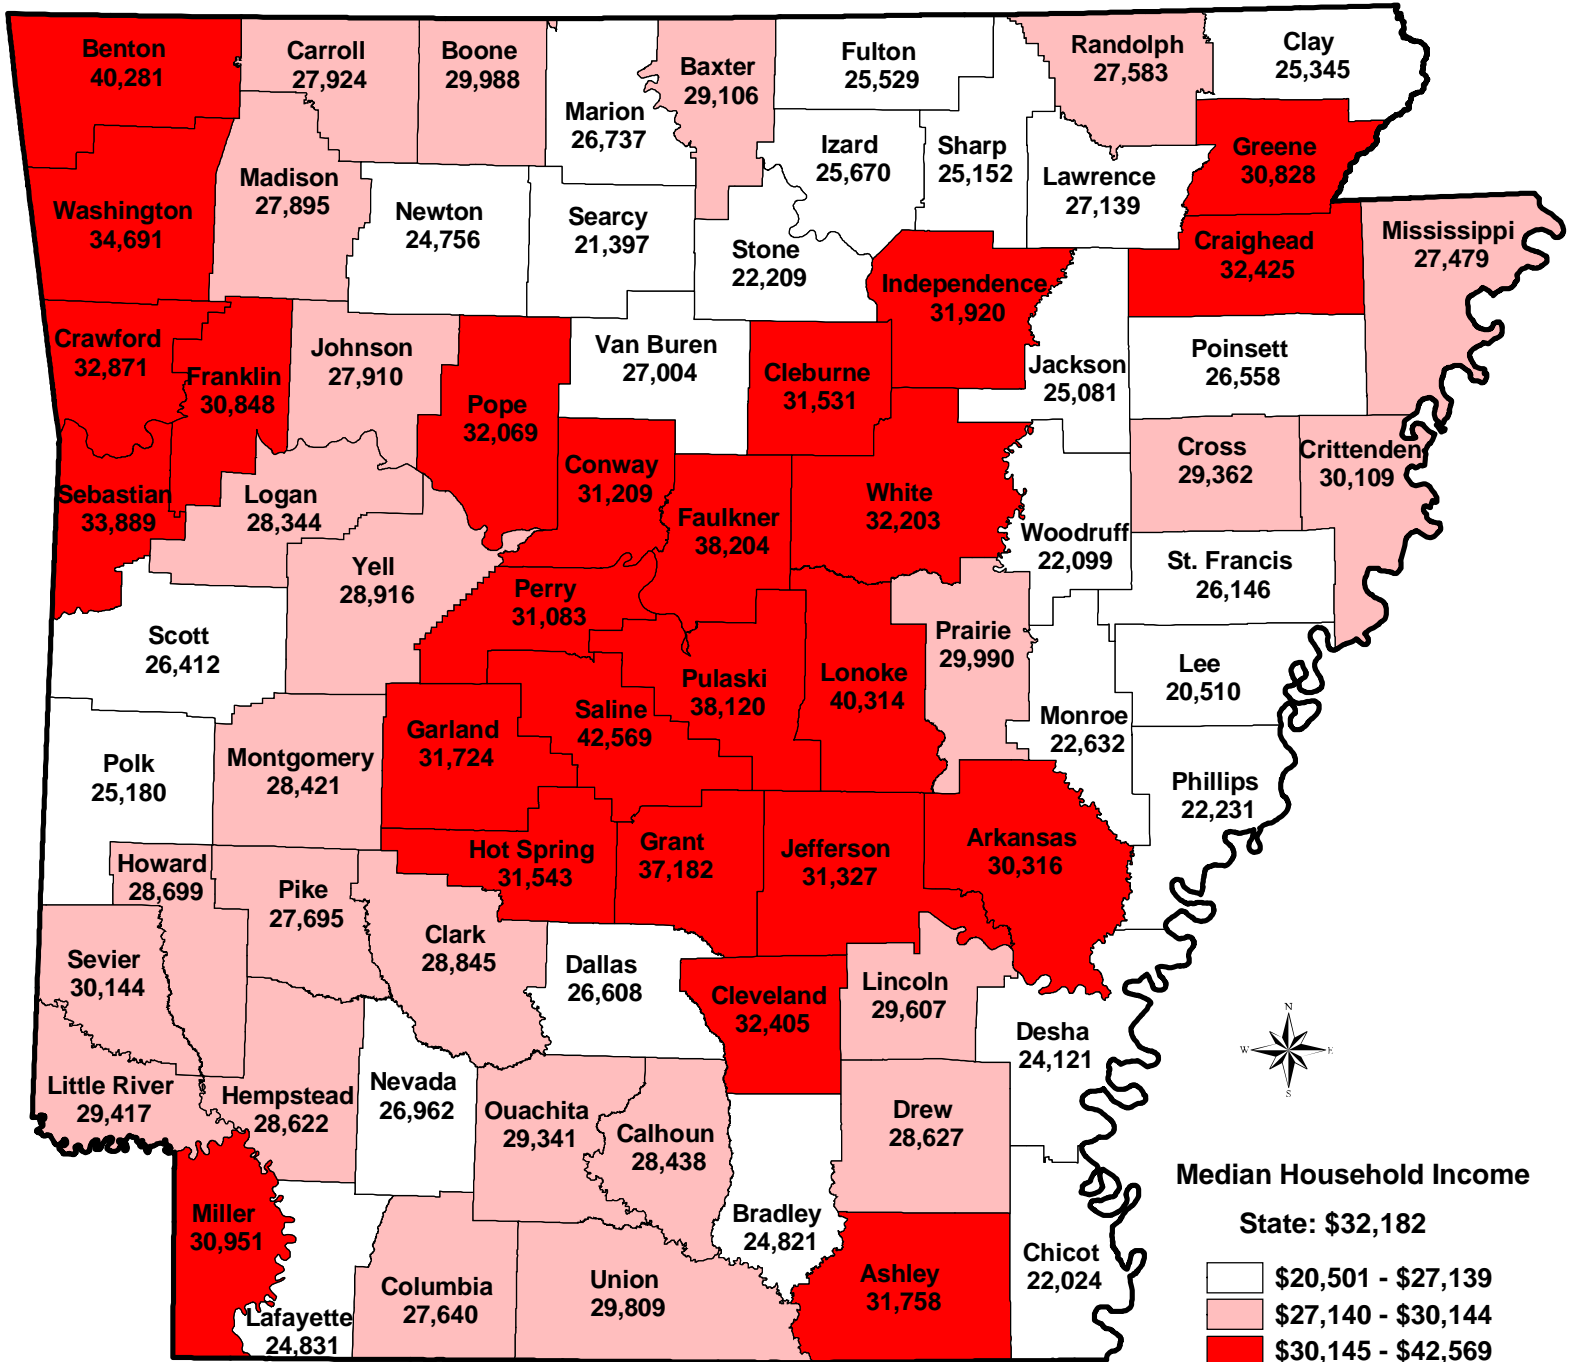 Benton
40,281
Carroll
27,924
Boone
29,988
Marion
26,737
Baxter
29,106
Fulton
25,529
Randolph
27,583
Clay
25,345
Izard
25,670
Sharp
25,152
Lawrence
27,139
Greene
30,828
Washington
34,691
Madison
27,895
Newton
24,756
Searcy
21,397
Stone
22,209
Independence
31,920
Craighead
32,425
Mississippi
27,479
Crawford
32,871
Franklin
30,848
Johnson
27,910
Pope
32,069
Van Buren
27,004
Cleburne
31,531
Jackson
25,081
Poinsett
26,558
Sebastian
33,889
Logan
28,344
Conway
31,209
Faulkner
38,204
White
32,203
Woodruff
22,099
Cross
29,362
Crittenden
30,109
Yell
28,916
Perry
31,083
St. Francis
26,146
Scott
26,412
Pulaski
38,120
Lonoke
40,314
Prairie
29,990
Lee
20,510
Garland
31,724
Saline
42,569
Monroe
22,632
Polk
25,180
Montgomery
28,421
Phillips
22,231
Howard
28,699
Pike
27,695
Hot Spring
31,543
Grant
37,182
Jefferson
31,327
Arkansas
30,316
Sevier
30,144
Clark
28,845
Dallas
26,608
Cleveland
32,405
Lincoln
29,607
Desha
24,121
N
W
E
S
Little River
29,417
Hempstead
28,622
Nevada
26,962
Ouachita
29,341
Calhoun
28,438
Drew
28,627
Miller
30,951
Bradley
24,821
Lafayette
24,831
Columbia
27,640
Union
29,809
Ashley
31,758
Chicot
22,024
Median Household Income
State: $32,182
$20,501 - $27,139
$27,140 - $30,144
$30,145 - $42,569